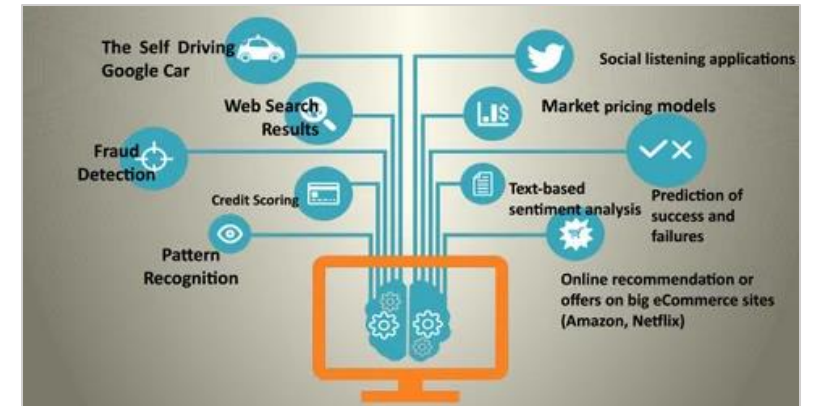 The Self Driving
Google Car
Web Search
Results
Fraud
Detection
Credit Scoring
Pattern
Recognition
Social listening applications
Market pricing models
Text-based
sentiment analysis
Prediction of
success and
failures
Online recommendation or
offers on big eCommerce sites
(Amazon, Netflix)